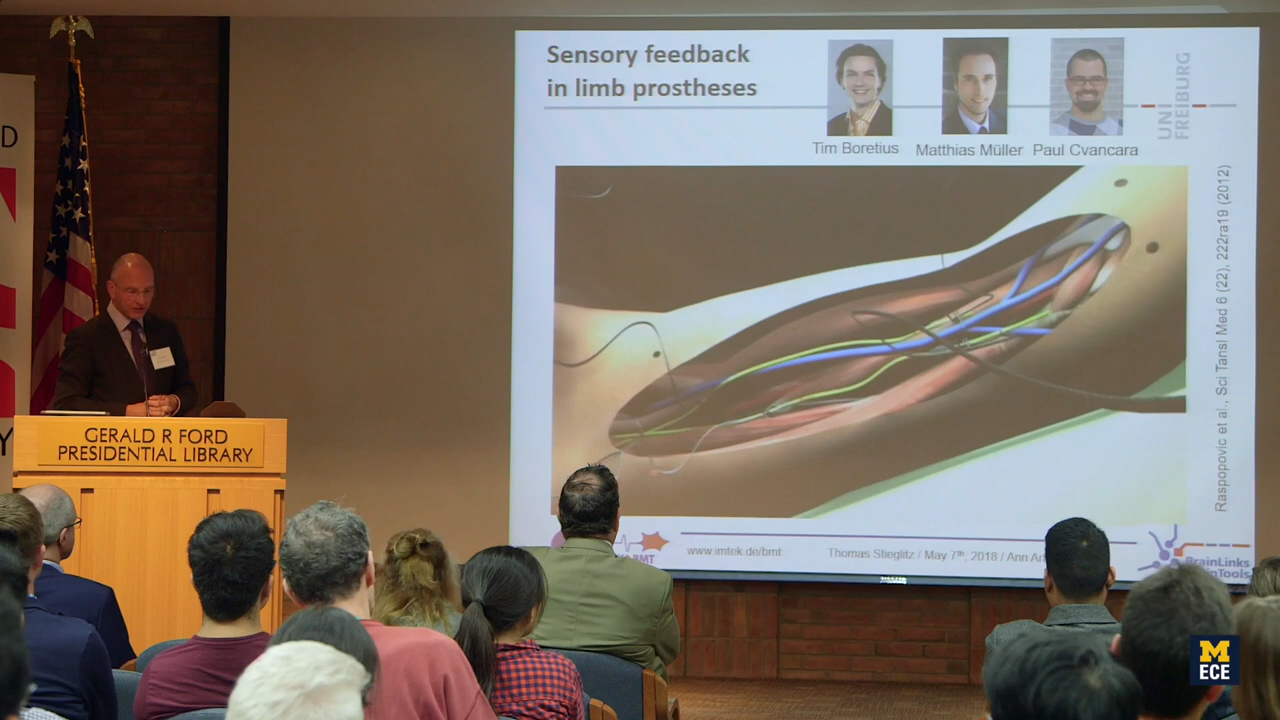 D
Y
GERALD R FORD
PRESIDENTIAL LIBRARY
Sensory feedback
in limb prostheses
Tim Boretius
Matthias Müller
Paul Cvancara
UNI
FREIBURG
Raspopovic et al., Sci Tansl Med 6 (22), 222ra19 (2012)
BMT
www.imtek.de/bmt
Thomas Stieglitz / May 7th, 2018 / Ann
BrainLinks
Tools
M
ECE